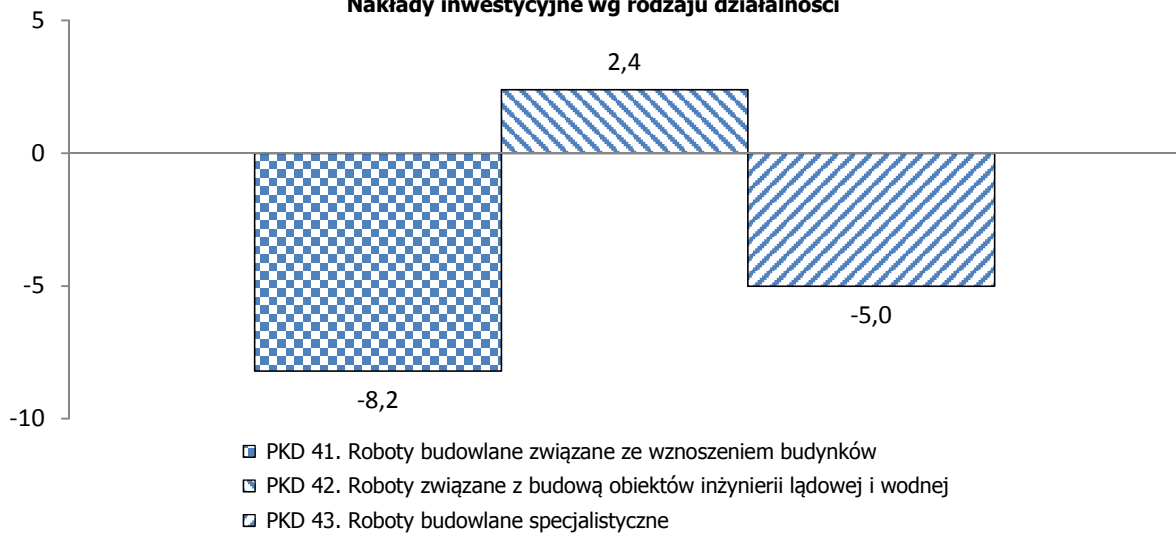 Nakłady inwestycyjne wg rodzaju działalności
5
2,4
0
-5
-5,0
-8,2
-10
PKD 41. Roboty budowlane związane ze wznoszeniem budynków
PKD 42. Roboty związane z budową obiektów inżynierii lądowej i wodnej
PKD 43. Roboty budowlane specjalistyczne